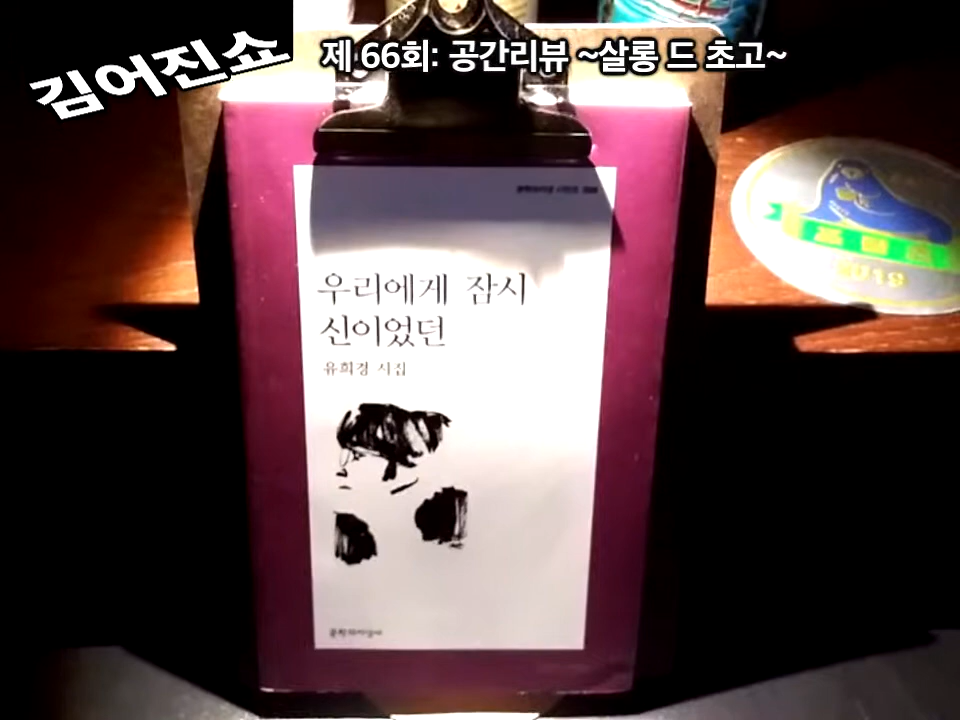 김어진쇼
제 66회: 공간리뷰 ~살롱 드 초고~
우리에게 잠시
신이었던
유희경 시집
문학과지성사
2019